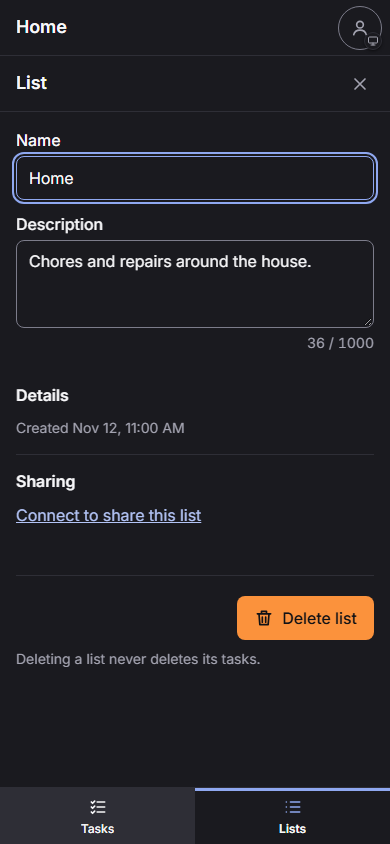 Home
List
Name
Home
Description
Chores and repairs around the house.
36 / 1000
Details
Created Nov 12, 11:00 AM
Sharing
Connect to share this list
Delete list
Deleting a list never deletes its tasks.
Tasks
Lists